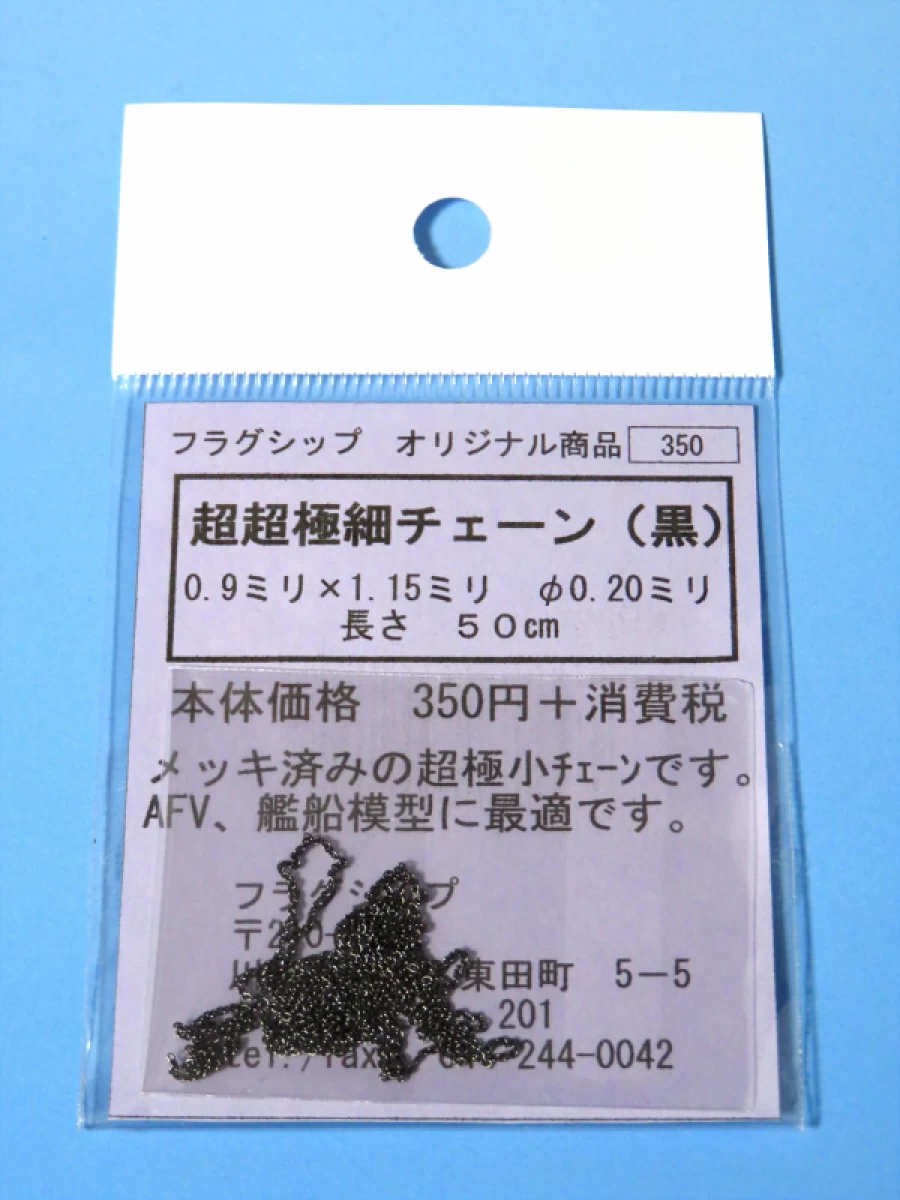 フラグシップ　オリジナル商品 350
超超極細チェーン（黒）
0.9ミリ×1.15ミリ　φ0.20ミリ
長さ　５０㎝
本体価格　350円＋消費税
メッキ済みの超極小ﾁｪｰﾝです。
AFV、艦船模型に最適です。
フラグシップ
〒210-
川 東田町　5－5
201
tel./fax 244-0042